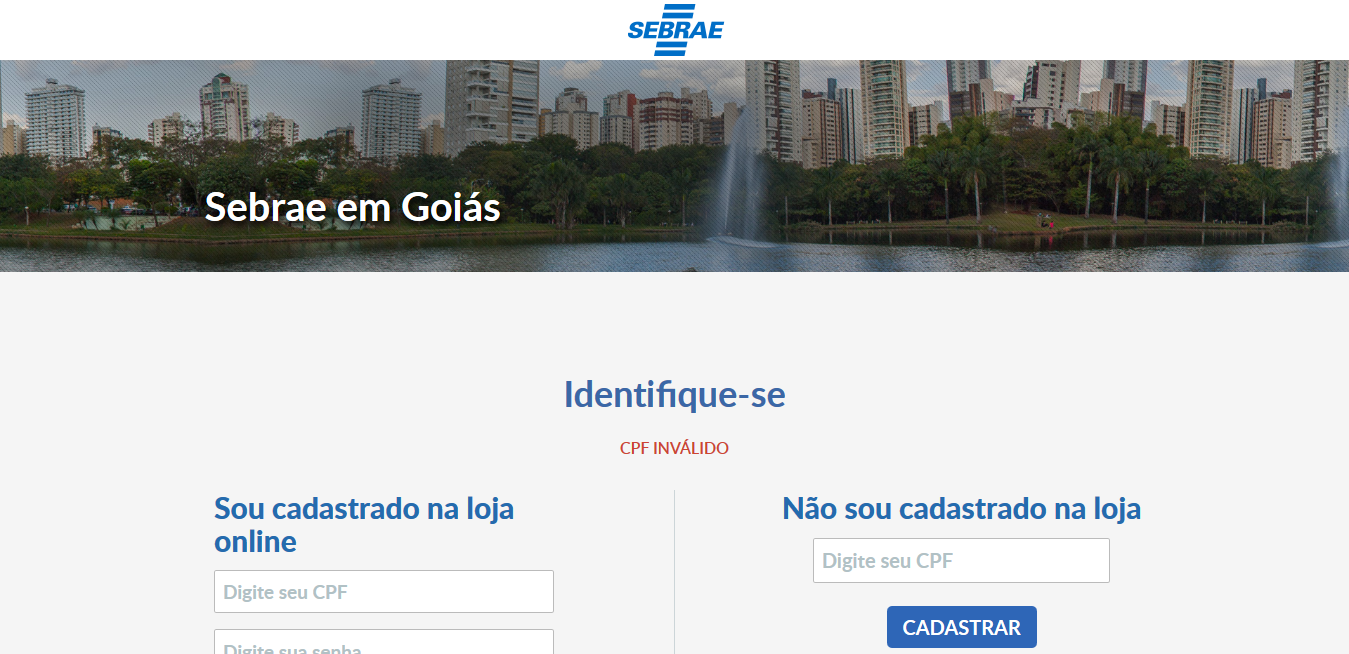 SEBRAE
Sebrae em Goiás
Identifique-se
CPF INVÁLIDO
Sou cadastrado na loja
online
Digite seu CPF
Digite sua senha
Não sou cadastrado na loja
Digite seu CPF
CADASTRAR